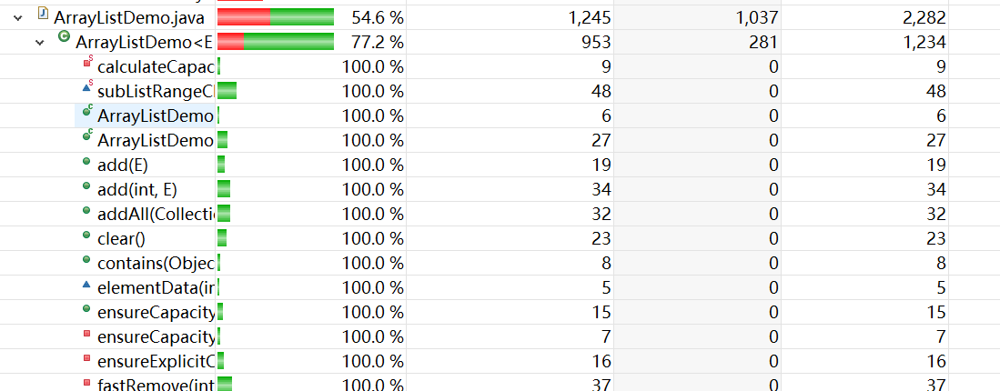 ArrayListDemo.java 54.6 % 1,245 1,037 2,282
ArrayListDemo<E 77.2 % 953 281 1,234
calculateCapac 100.0 % 9 0 9
subListRangeCl 100.0 % 48 0 48
ArrayListDemo 100.0 % 6 0 6
ArrayListDemo 100.0 % 27 0 27
add(E) 100.0 % 19 0 19
add(int, E) 100.0 % 34 0 34
addAll(Collecti 100.0 % 32 0 32
clear() 100.0 % 23 0 23
contains(Objec 100.0 % 8 0 8
elementData(in 100.0 % 5 0 5
ensureCapacity 100.0 % 15 0 15
ensureCapacity 100.0 % 7 0 7
ensureExplicitC 100.0 % 16 0 16
fastRemove(int 100.0 % 37 0 37